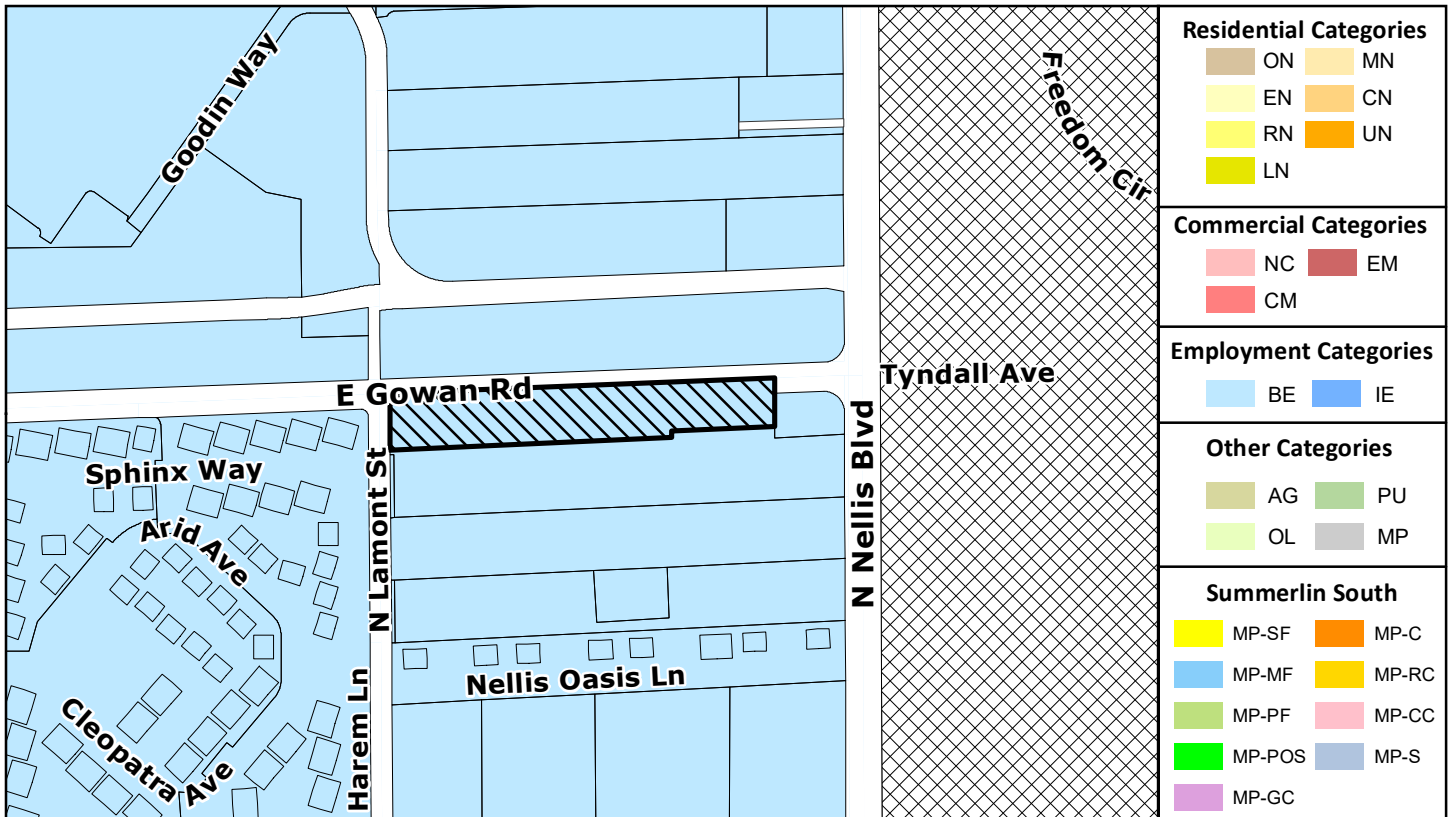 Goodin Way
Freedom Cir
E Gowan Rd
Tyndall Ave
Sphinx Way
Arid Ave
N Lamont St
N Nellis Blvd
Nellis Oasis Ln
Harem Ln
Cleopatra Ave
Residential Categories
ON MN
EN CN
RN UN
LN
Commercial Categories
NC EM
CM
Employment Categories
BE IE
Other Categories
AG PU
OL MP
Summerlin South
MP-SF MP-C
MP-MF MP-RC
MP-PF MP-CC
MP-POS MP-S
MP-GC